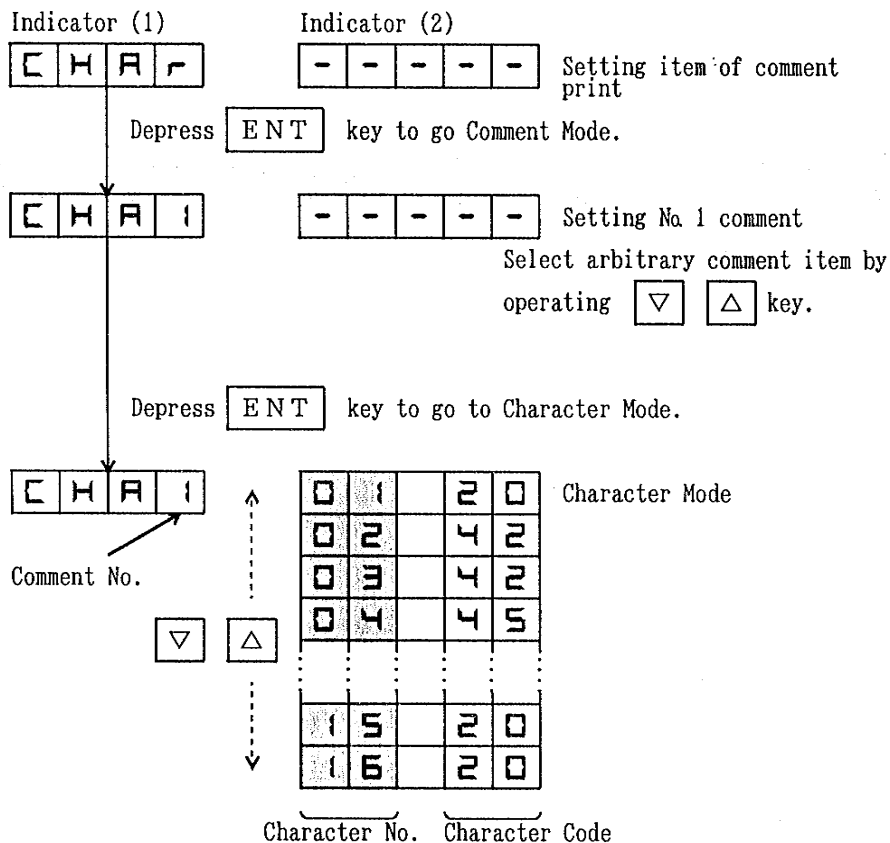 Indicator (1) Indicator (2)
CHAr ----- Setting item of comment
print
Depress ENT key to go Comment Mode.
CHA1 ----- Setting No. 1 comment
Select arbitrary comment item by
operating ▽ △ key.
Depress ENT key to go to Character Mode.
CHA1 01 20 Character Mode
02 42
03 42
04 45
Comment No.
▽ △
15 20
16 20
Character No. Character Code